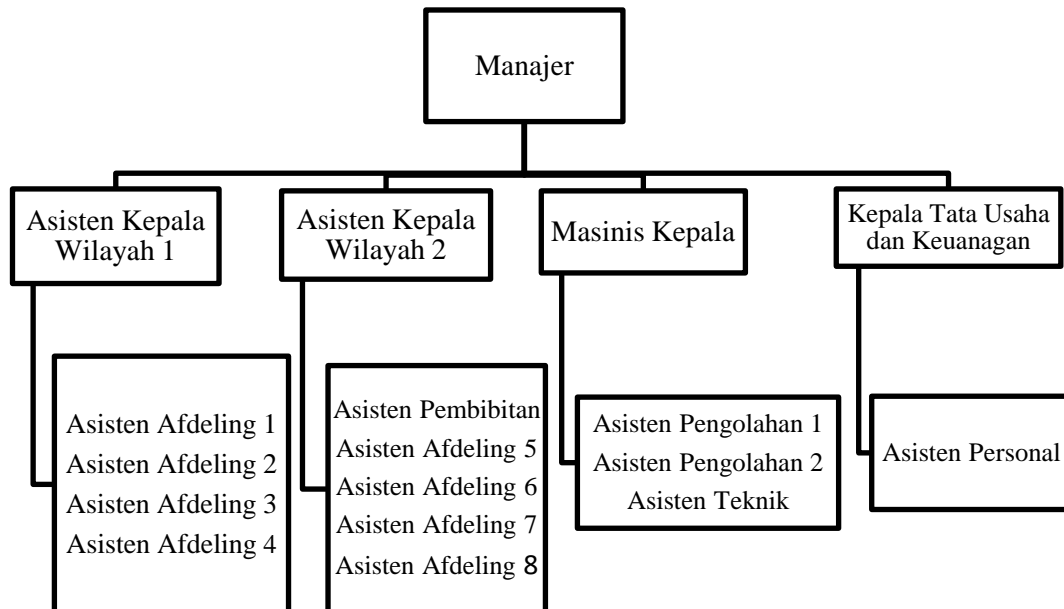 Manajer
Asisten Kepala
Wilayah 1
Asisten Kepala
Wilayah 2
Masinis Kepala
Kepala Tata Usaha
dan Keuanagan
Asisten Afdeling 1
Asisten Afdeling 2
Asisten Afdeling 3
Asisten Afdeling 4
Asisten Pembibitan
Asisten Afdeling 5
Asisten Afdeling 6
Asisten Afdeling 7
Asisten Afdeling 8
Asisten Pengolahan 1
Asisten Pengolahan 2
Asisten Teknik
Asisten Personal